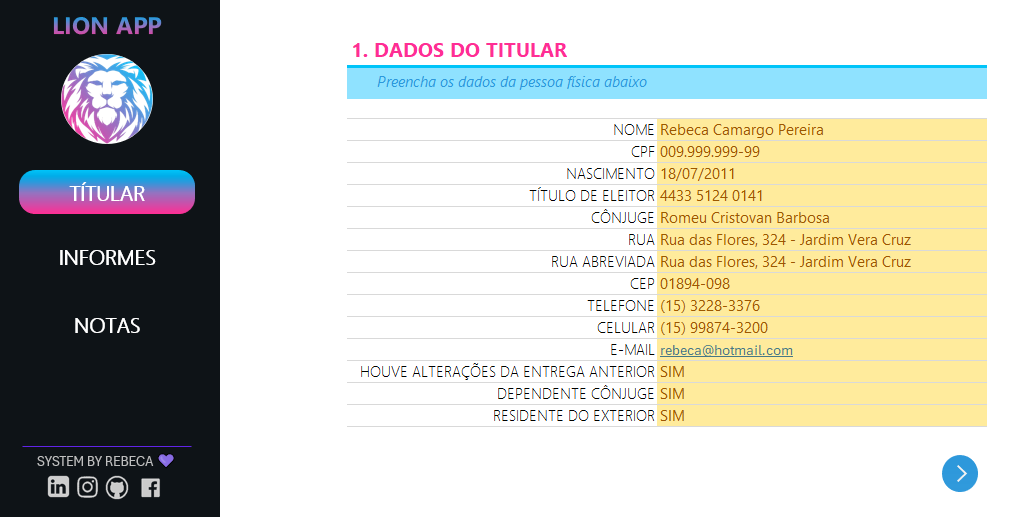 LION APP
TÍTULAR
INFORMES
NOTAS
SYSTEM BY REBECA
1. DADOS DO TITULAR
Preencha os dados da pessoa física abaixo
NOME Rebeca Camargo Pereira
CPF 009.999.999-99
NASCIMENTO 18/07/2011
TÍTULO DE ELEITOR 4433 5124 0141
CÔNJUGE Romeu Cristovan Barbosa
RUA Rua das Flores, 324 - Jardim Vera Cruz
RUA ABREVIADA Rua das Flores, 324 - Jardim Vera Cruz
CEP 01894-098
TELEFONE (15) 3228-3376
CELULAR (15) 99874-3200
E-MAIL rebeca@hotmail.com
HOUVE ALTERAÇÕES DA ENTREGA ANTERIOR SIM
DEPENDENTE CÔNJUGE SIM
RESIDENTE DO EXTERIOR SIM